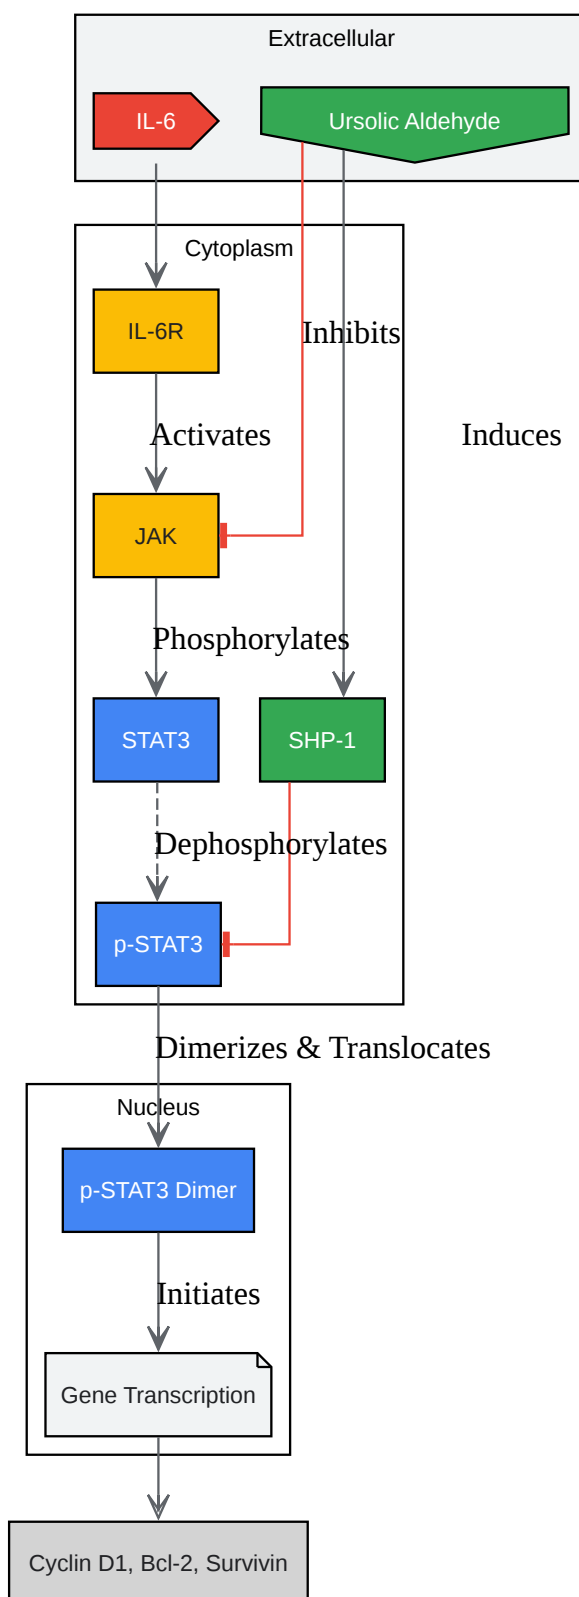 Extracellular
IL-6
Ursolic Aldehyde
Cytoplasm
IL-6R
Inhibits
Activates
Induces
JAK
Phosphorylates
STAT3
SHP-1
Dephosphorylates
p-STAT3
Dimerizes & Translocates
Nucleus
p-STAT3 Dimer
Initiates
Gene Transcription
Cyclin D1, Bcl-2, Survivin